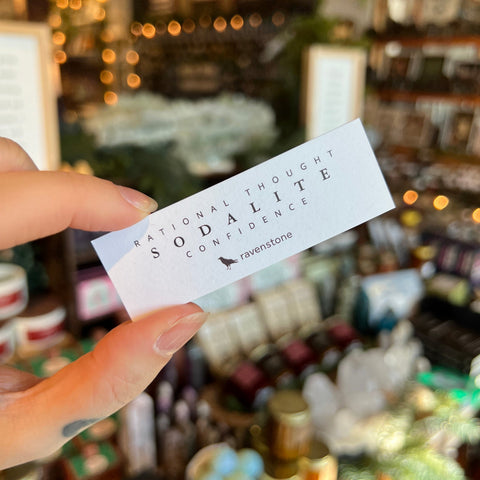 RATIONAL THOUGHT
SODALITE
CONFIDENCE
ravenstone